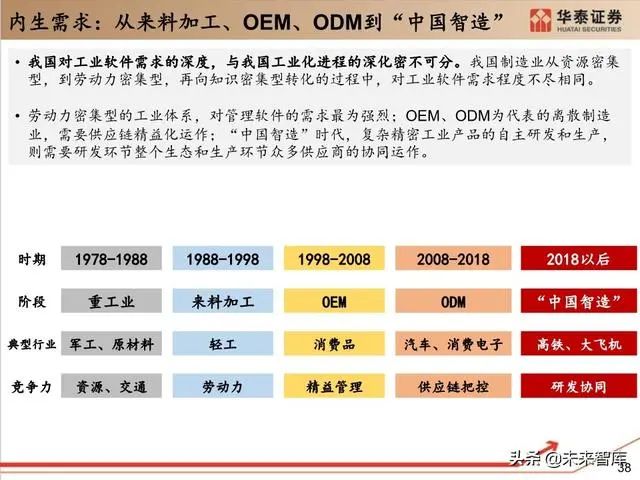 内生需求：从来料加工、OEM、ODM到“中国智造”
华泰证券
HUATAI SECURITIES
• 我国对工业软件需求的深度，与我国工业化进程的深化密不可分。我国制造业从资源密集
型，到劳动力密集型，再向知识密集型转化的过程中，对工业软件需求程度不尽相同。
• 劳动力密集型的工业体系，对管理软件的需求最为强烈；OEM、ODM为代表的离散制造
业，需要供应链精益化运作；“中国智造”时代，复杂精密工业产品的自主研发和生产，
则需要研发环节整个生态和生产环节众多供应商的协同运作。
时期 1978-1988 1988-1998 1998-2008 2008-2018 2018以后
阶段 重工业 来料加工 OEM ODM “中国智造”
典型行业 军工、原材料 轻工 消费品 汽车、消费电子 高铁、大飞机
竞争力 资源、交通 劳动力 精益管理 供应链把控 研发协同
头条 @未来智库
38